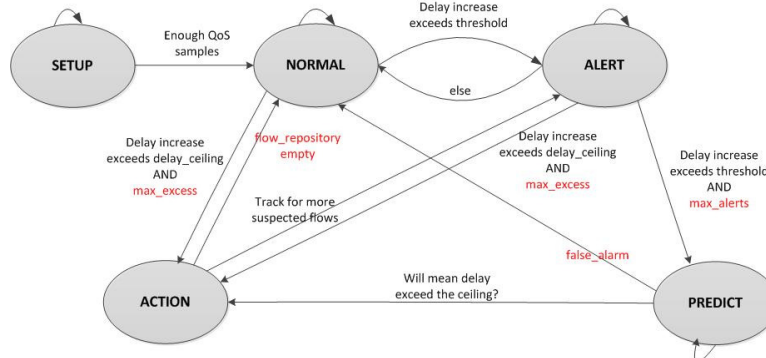 Enough QoS
samples
Delay increase
exceeds threshold
SETUP
NORMAL
ALERT
else
Delay increase
exceeds delay_ceiling
AND
max_excess
flow_repository
empty
Delay increase
exceeds delay_ceiling
AND
max_excess
Delay increase
exceeds threshold
AND
max_alerts
Track for more
suspected flows
false_alarm
Will mean delay
exceed the ceiling?
ACTION
PREDICT